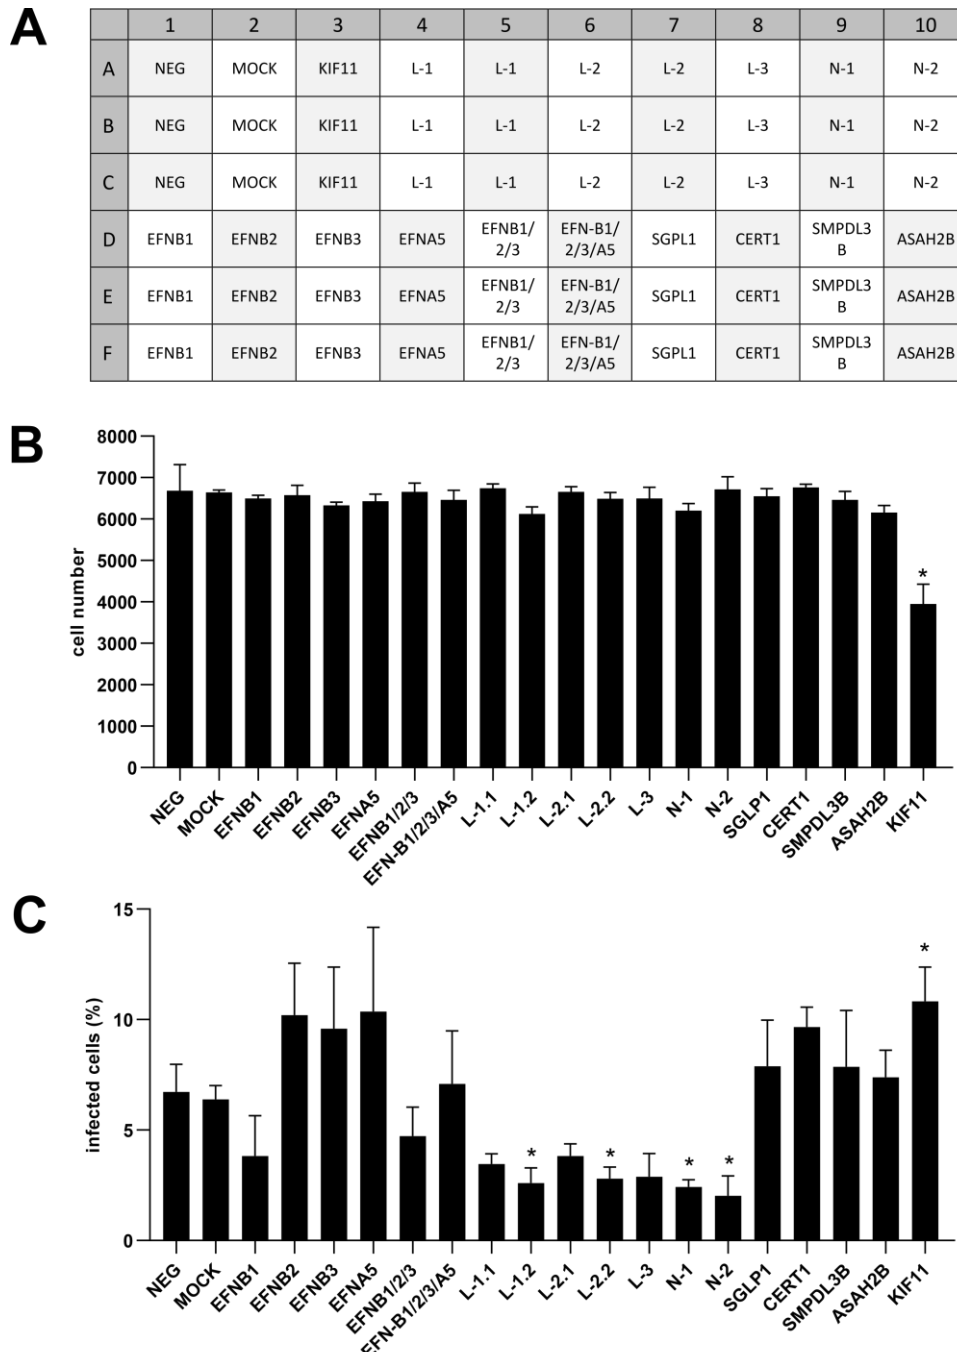 A
1 2 3 4 5 6 7 8 9 10
A NEG MOCK KIF11 L-1 L-1 L-2 L-2 L-3 N-1 N-2
B NEG MOCK KIF11 L-1 L-1 L-2 L-2 L-3 N-1 N-2
C NEG MOCK KIF11 L-1 L-1 L-2 L-2 L-3 N-1 N-2
D EFNB1 EFNB2 EFNB3 EFNA5 EFNB1/ 2/3 EFN-B1/ 2/3/A5 SGPL1 CERT1 SMPDL3 B ASAH2B
E EFNB1 EFNB2 EFNB3 EFNA5 EFNB1/ 2/3 EFN-B1/ 2/3/A5 SGPL1 CERT1 SMPDL3 B ASAH2B
F EFNB1 EFNB2 EFNB3 EFNA5 EFNB1/ 2/3 EFN-B1/ 2/3/A5 SGPL1 CERT1 SMPDL3 B ASAH2B
B
cell number
8000
7000
6000
5000
4000
3000
2000
1000
0
*
NEG MOCK EFNB1 EFNB2 EFNB3 EFNA5 EFNB1/2/3 EFN-B1/2/3/A5 L-1.1 L-1.2 L-2.1 L-2.2 L-3 N-1 N-2 SGLP1 CERT1 SMPDL3B ASAH2B KIF11
C
infected cells (%)
15
10
5
0
* * * * *
NEG MOCK EFNB1 EFNB2 EFNB3 EFNA5 EFNB1/2/3 EFN-B1/2/3/A5 L-1.1 L-1.2 L-2.1 L-2.2 L-3 N-1 N-2 SGLP1 CERT1 SMPDL3B ASAH2B KIF11